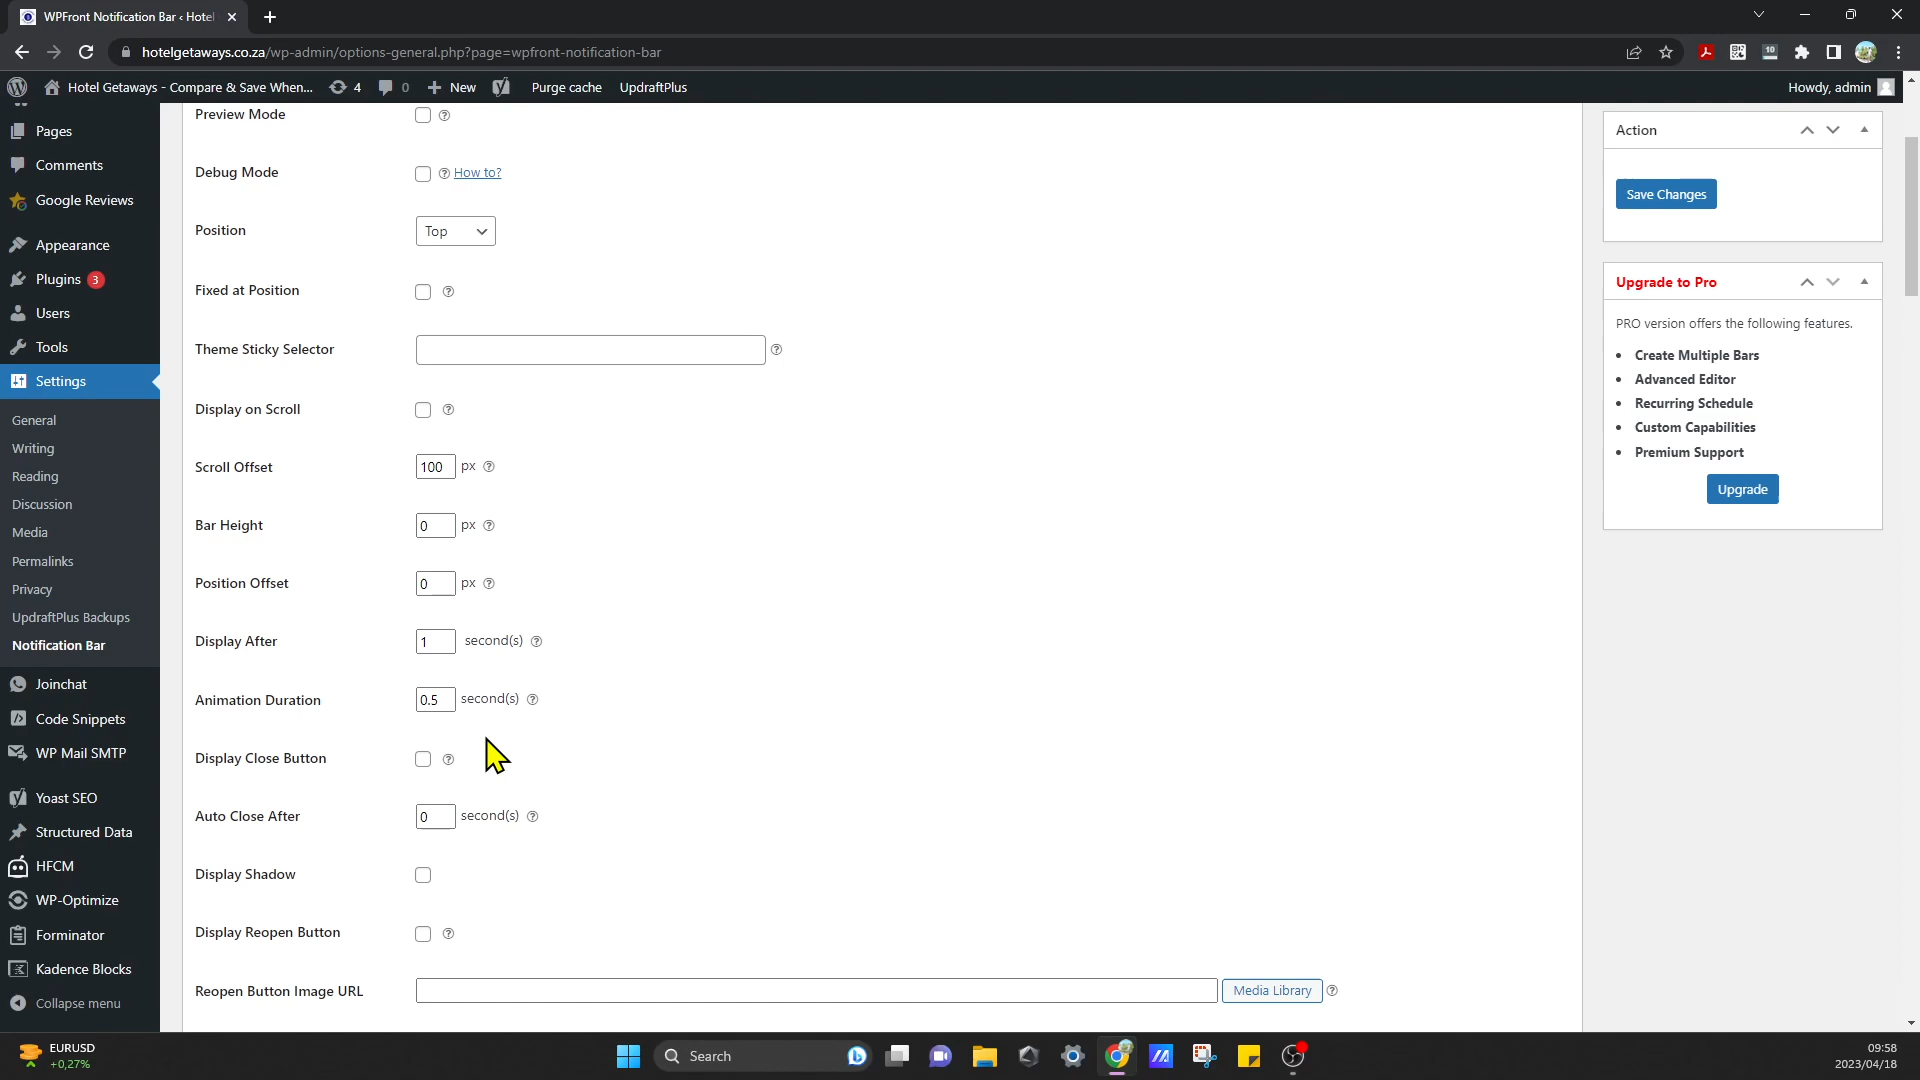 WPFront Notification Bar ‹ Hotel
hotelgetaways.co.za/wp-admin/options-general.php?page=wpfront-notification-bar
10
Hotel Getaways - Compare & Save When...
4
0
New
Purge cache
UpdraftPlus
Howdy, admin
Pages
Comments
Google Reviews
Appearance
Plugins 3
Users
Tools
Settings
General
Writing
Reading
Discussion
Media
Permalinks
Privacy
UpdraftPlus Backups
Notification Bar
Joinchat
Code Snippets
WP Mail SMTP
Yoast SEO
Structured Data
HFCM
WP-Optimize
Forminator
Kadence Blocks
Collapse menu
Preview Mode
Debug Mode How to?
Position Top
Fixed at Position
Theme Sticky Selector
Display on Scroll
Scroll Offset 100 px
Bar Height 0 px
Position Offset 0 px
Display After 1 second(s)
Animation Duration 0.5 second(s)
Display Close Button
Auto Close After 0 second(s)
Display Shadow
Display Reopen Button
Reopen Button Image URL Media Library
Action
Save Changes
Upgrade to Pro
PRO version offers the following features.
Create Multiple Bars
Advanced Editor
Recurring Schedule
Custom Capabilities
Premium Support
Upgrade
EURUSD
+0,27%
Search
09:58
2023/04/18